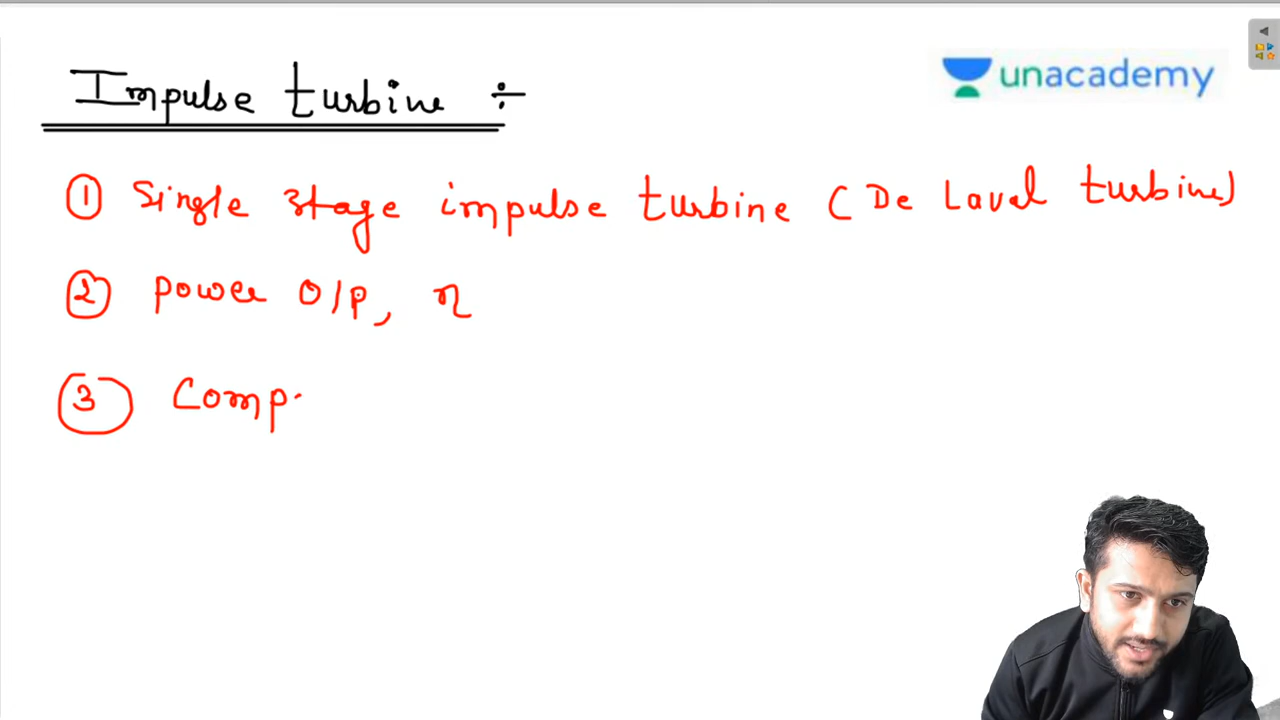 Impulse turbine ÷
unacademy
① Single stage impulse turbine (De Laval turbine)
② Power O/P, η
③ Comp.